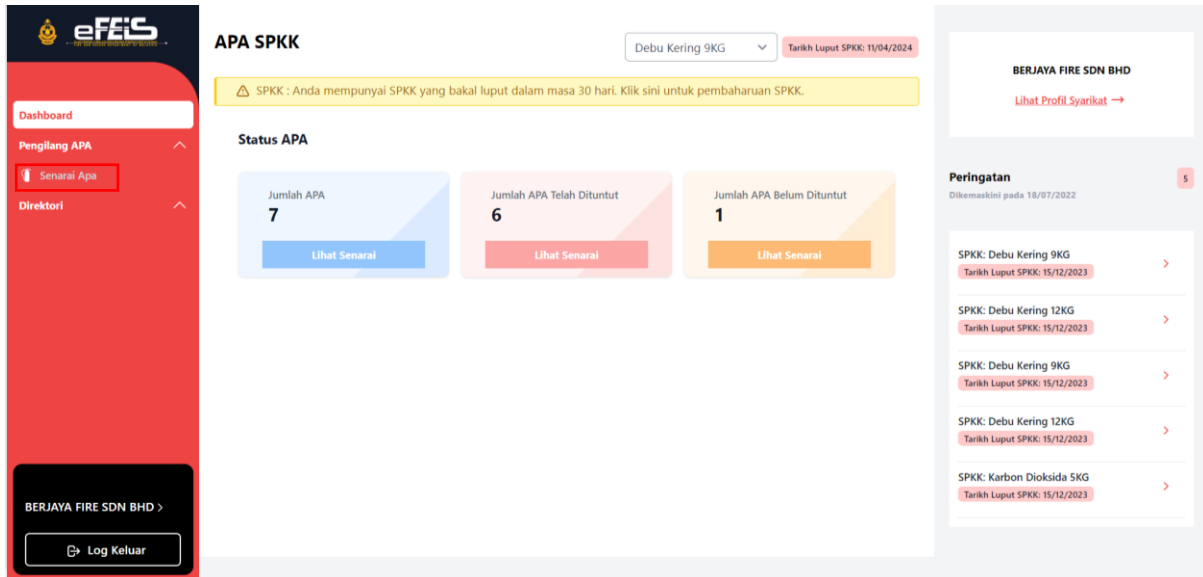 eFEIS
Dashboard
Pengilang APA
Senarai Apa
Direktori
BERJAYA FIRE SDN BHD >
Log Keluar
APA SPKK
Debu Kering 9KG
Tarikh Luput SPKK: 11/04/2024
SPKK : Anda mempunyai SPKK yang bakal luput dalam masa 30 hari. Klik sini untuk pembaharuan SPKK.
Status APA
Jumlah APA
7
Lihat Senarai
Jumlah APA Telah Dituntut
6
Lihat Senarai
Jumlah APA Belum Dituntut
1
Lihat Senarai
BERJAYA FIRE SDN BHD
Lihat Profil Syarikat →
Peringatan
5
Dikemaskini pada 18/07/2022
SPKK: Debu Kering 9KG
Tarikh Luput SPKK: 15/12/2023
SPKK: Debu Kering 12KG
Tarikh Luput SPKK: 15/12/2023
SPKK: Debu Kering 9KG
Tarikh Luput SPKK: 15/12/2023
SPKK: Debu Kering 12KG
Tarikh Luput SPKK: 15/12/2023
SPKK: Karbon Dioksida 5KG
Tarikh Luput SPKK: 15/12/2023